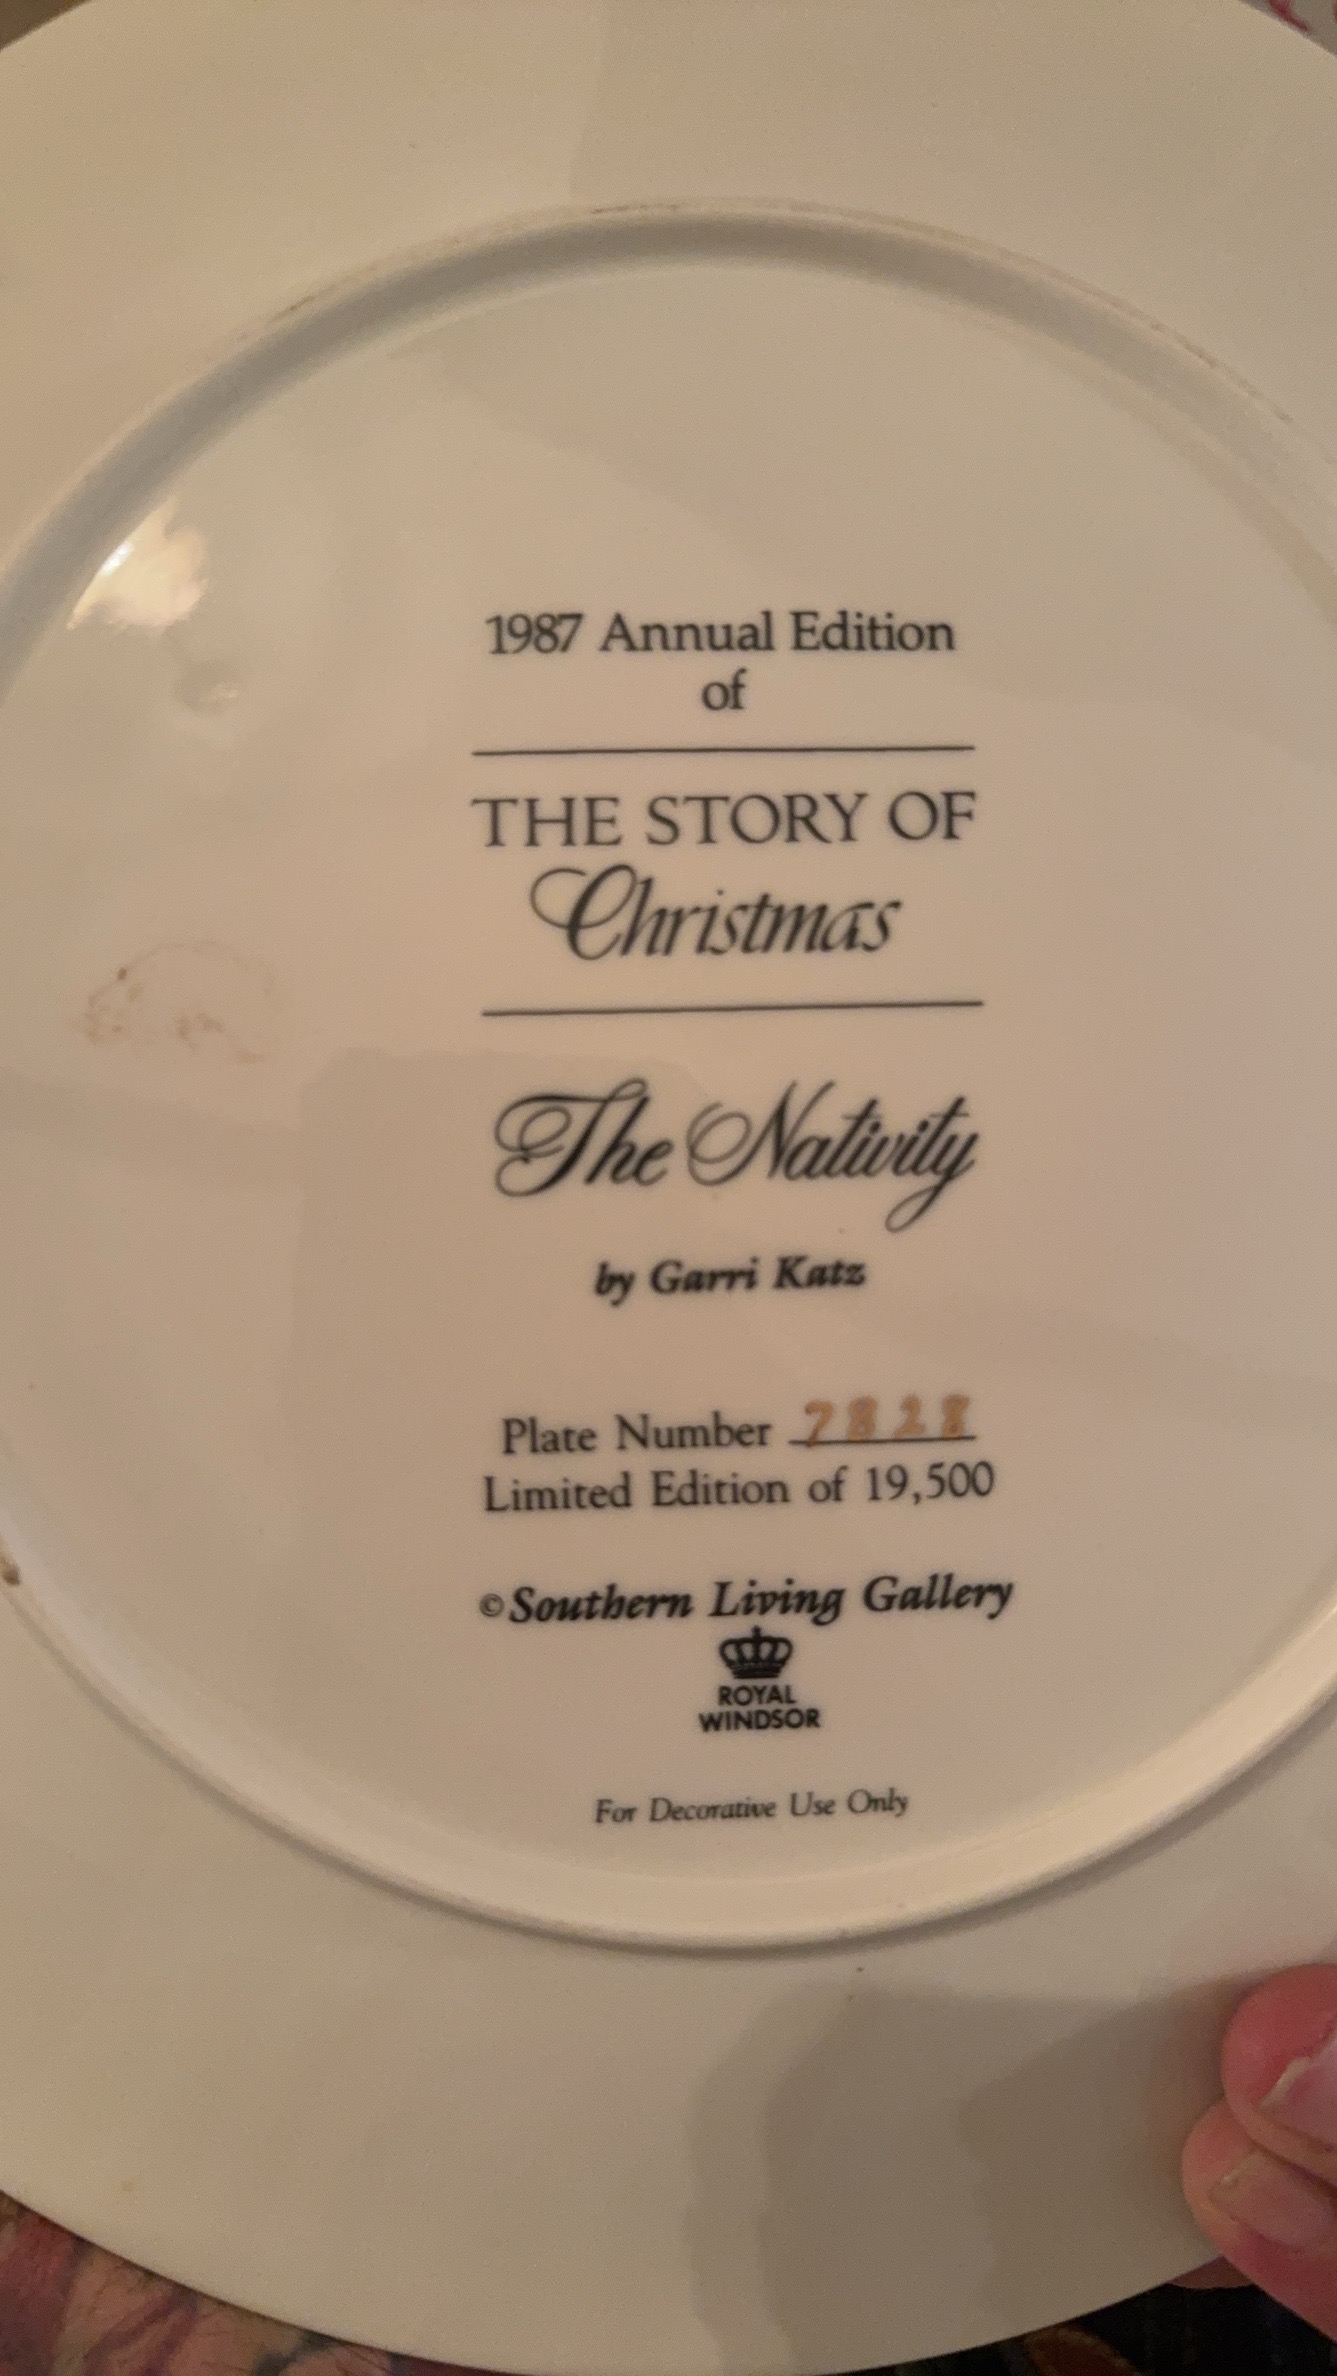 1987 Annual Edition
of
THE STORY OF
Christmas
The Nativity
by Garri Katz
Plate Number 7828
Limited Edition of 19,500
©Southern Living Gallery
ROYAL
WINDSOR
For Decorative Use Only